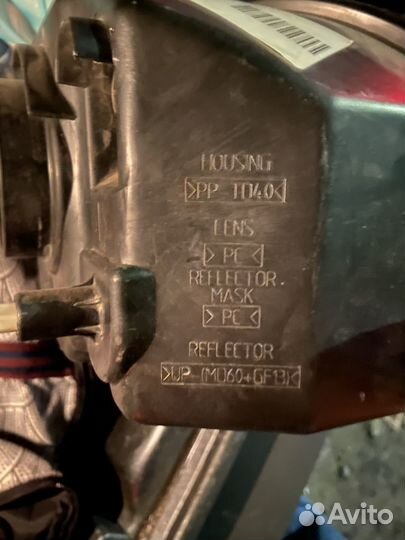 HOUSING
>PP TD40<
LENS
>PC<
REFLECTOR
MASK
>PC<
REFLECTOR
>UP-(MD60+GF13)<
Avito